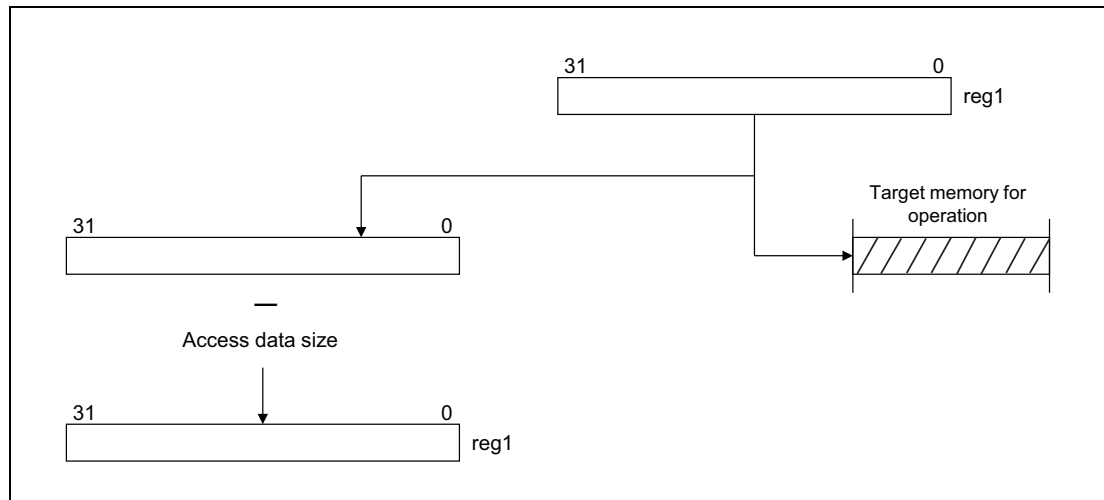 31 0
reg1
Target memory for
operation
31 0
—
Access data size
31 0
reg1